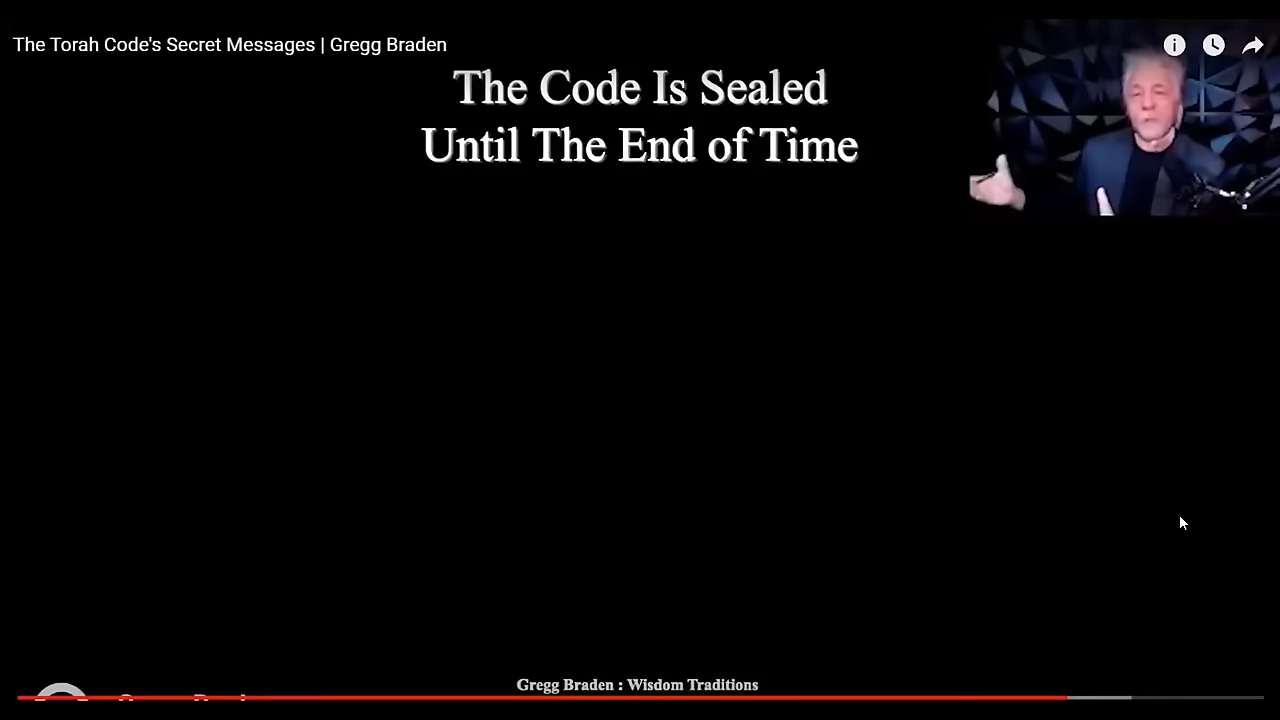 The Torah Code's Secret Messages | Gregg Braden
The Code Is Sealed
Until The End of Time
Gregg Braden : Wisdom Traditions